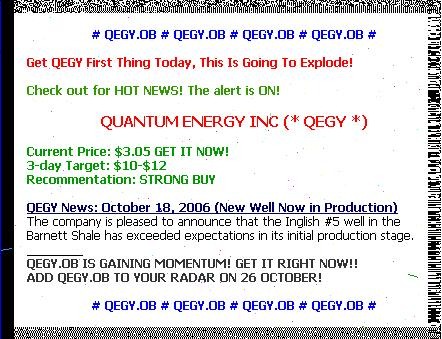 # QEGY.OB # QEGY.OB # QEGY.OB # QEGY.OB #
Get QEGY First Thing Today, This Is Going To Explode!
Check out for HOT NEWS! The alert is ON!
QUANTUM ENERGY INC (* QEGY *)
Current Price: $3.05 GET IT NOW!
3-day Target: $10-$12
Recommentation: STRONG BUY
QEGY News: October 18, 2006 (New Well Now in Production)
The company is pleased to announce that the Inglish #5 well in the
Barnett Shale has exceeded expectations in its initial production stage.
QEGY.OB IS GAINING MOMENTUM! GET IT RIGHT NOW!!
ADD QEGY.OB TO YOUR RADAR ON 26 OCTOBER!
# QEGY.OB # QEGY.OB # QEGY.OB # QEGY.OB #